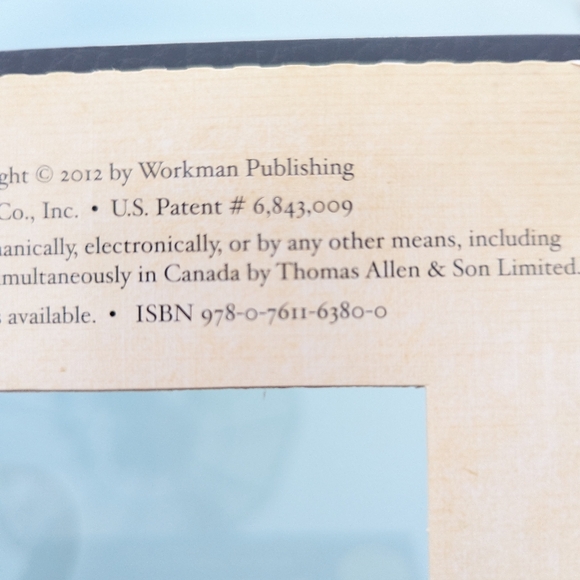 ght © 2012 by Workman Publishing
Co., Inc. • U.S. Patent # 6,843,009
anically, electronically, or by any other means, including
multaneously in Canada by Thomas Allen & Son Limited.
s available. • ISBN 978-0-7611-6380-0